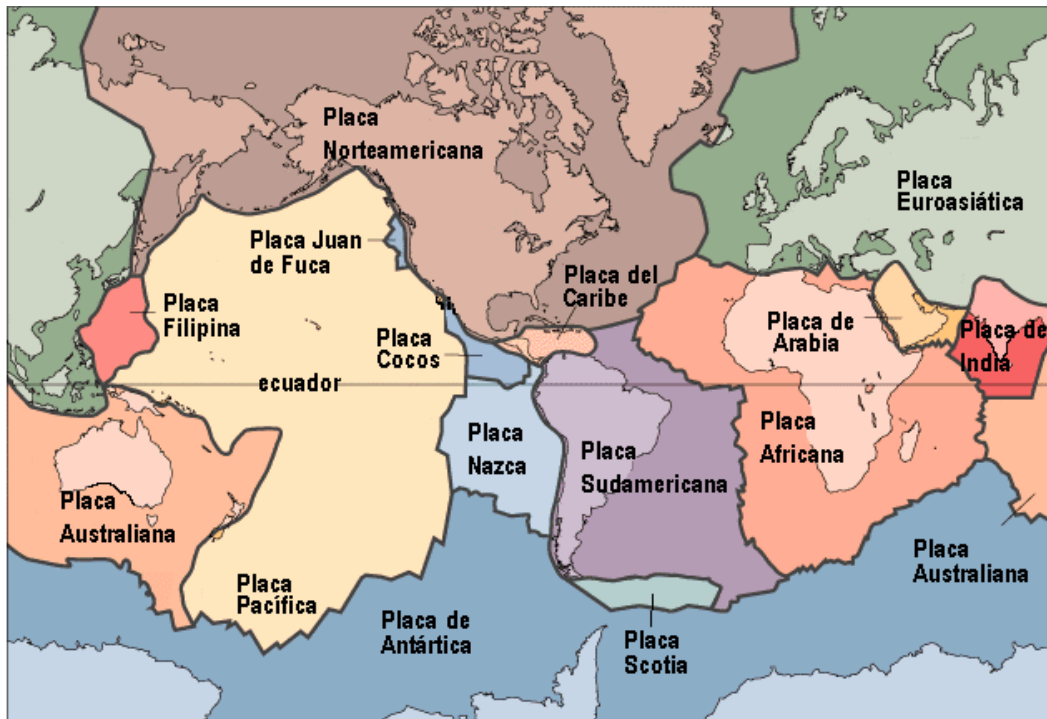 Placa
Norteamericana
Placa
Euroasiática
Placa Juan
de Fuca
Placa del
Caribe
Placa
Filipina
Placa de
Arabia
Placa de
India
Placa
Cocos
ecuador
Placa
Nazca
Placa
Sudamericana
Placa
Africana
Placa
Australiana
Placa
Australiana
Placa
Pacífica
Placa de
Antártica
Placa
Scotia